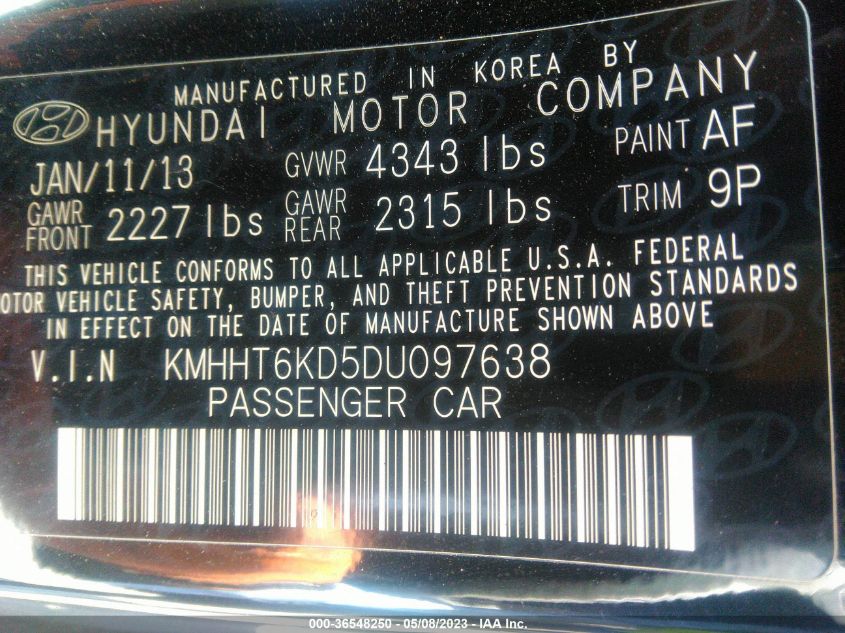 MANUFACTURED IN KOREA BY
HYUNDAI MOTOR COMPANY
JAN/11/13 GVWR 4343 lbs PAINT AF
GAWR FRONT 2227 lbs GAWR REAR 2315 lbs TRIM 9P
THIS VEHICLE CONFORMS TO ALL APPLICABLE U.S.A. FEDERAL
OTOR VEHICLE SAFETY, BUMPER, AND THEFT PREVENTION STANDARDS
IN EFFECT ON THE DATE OF MANUFACTURE SHOWN ABOVE
V.I.N KMHHT6KD5DU097638
PASSENGER CAR
000-36548250 - 05/08/2023 - IAA Inc.